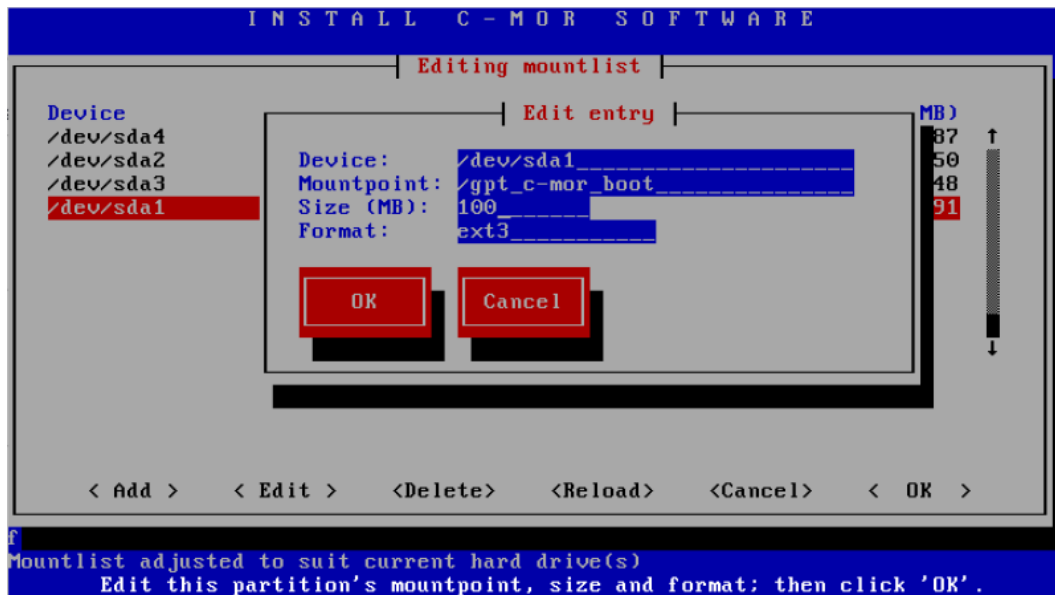 INSTALL C-MOR SOFTWARE
Editing mountlist
Device MB)
/dev/sda4 87
/dev/sda2 50
/dev/sda3 48
/dev/sda1 91
Edit entry
Device: /dev/sda1
Mountpoint: /gpt_c-mor_boot
Size (MB): 100
Format: ext3
OK Cancel
< Add > < Edit > <Delete> <Reload> <Cancel> < OK >
f
Mountlist adjusted to suit current hard drive(s)
Edit this partition's mountpoint, size and format; then click 'OK'.